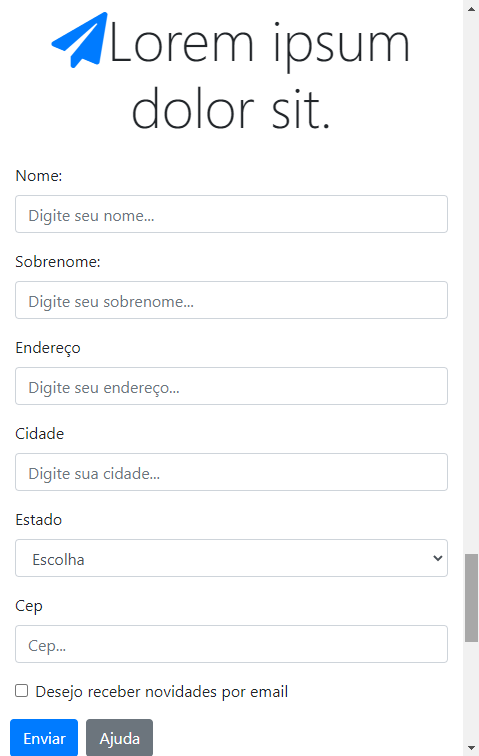 Lorem ipsum
dolor sit.
Nome:
Digite seu nome...
Sobrenome:
Digite seu sobrenome...
Endereço
Digite seu endereço...
Cidade
Digite sua cidade...
Estado
Escolha
Cep
Cep...
Desejo receber novidades por email
Enviar Ajuda